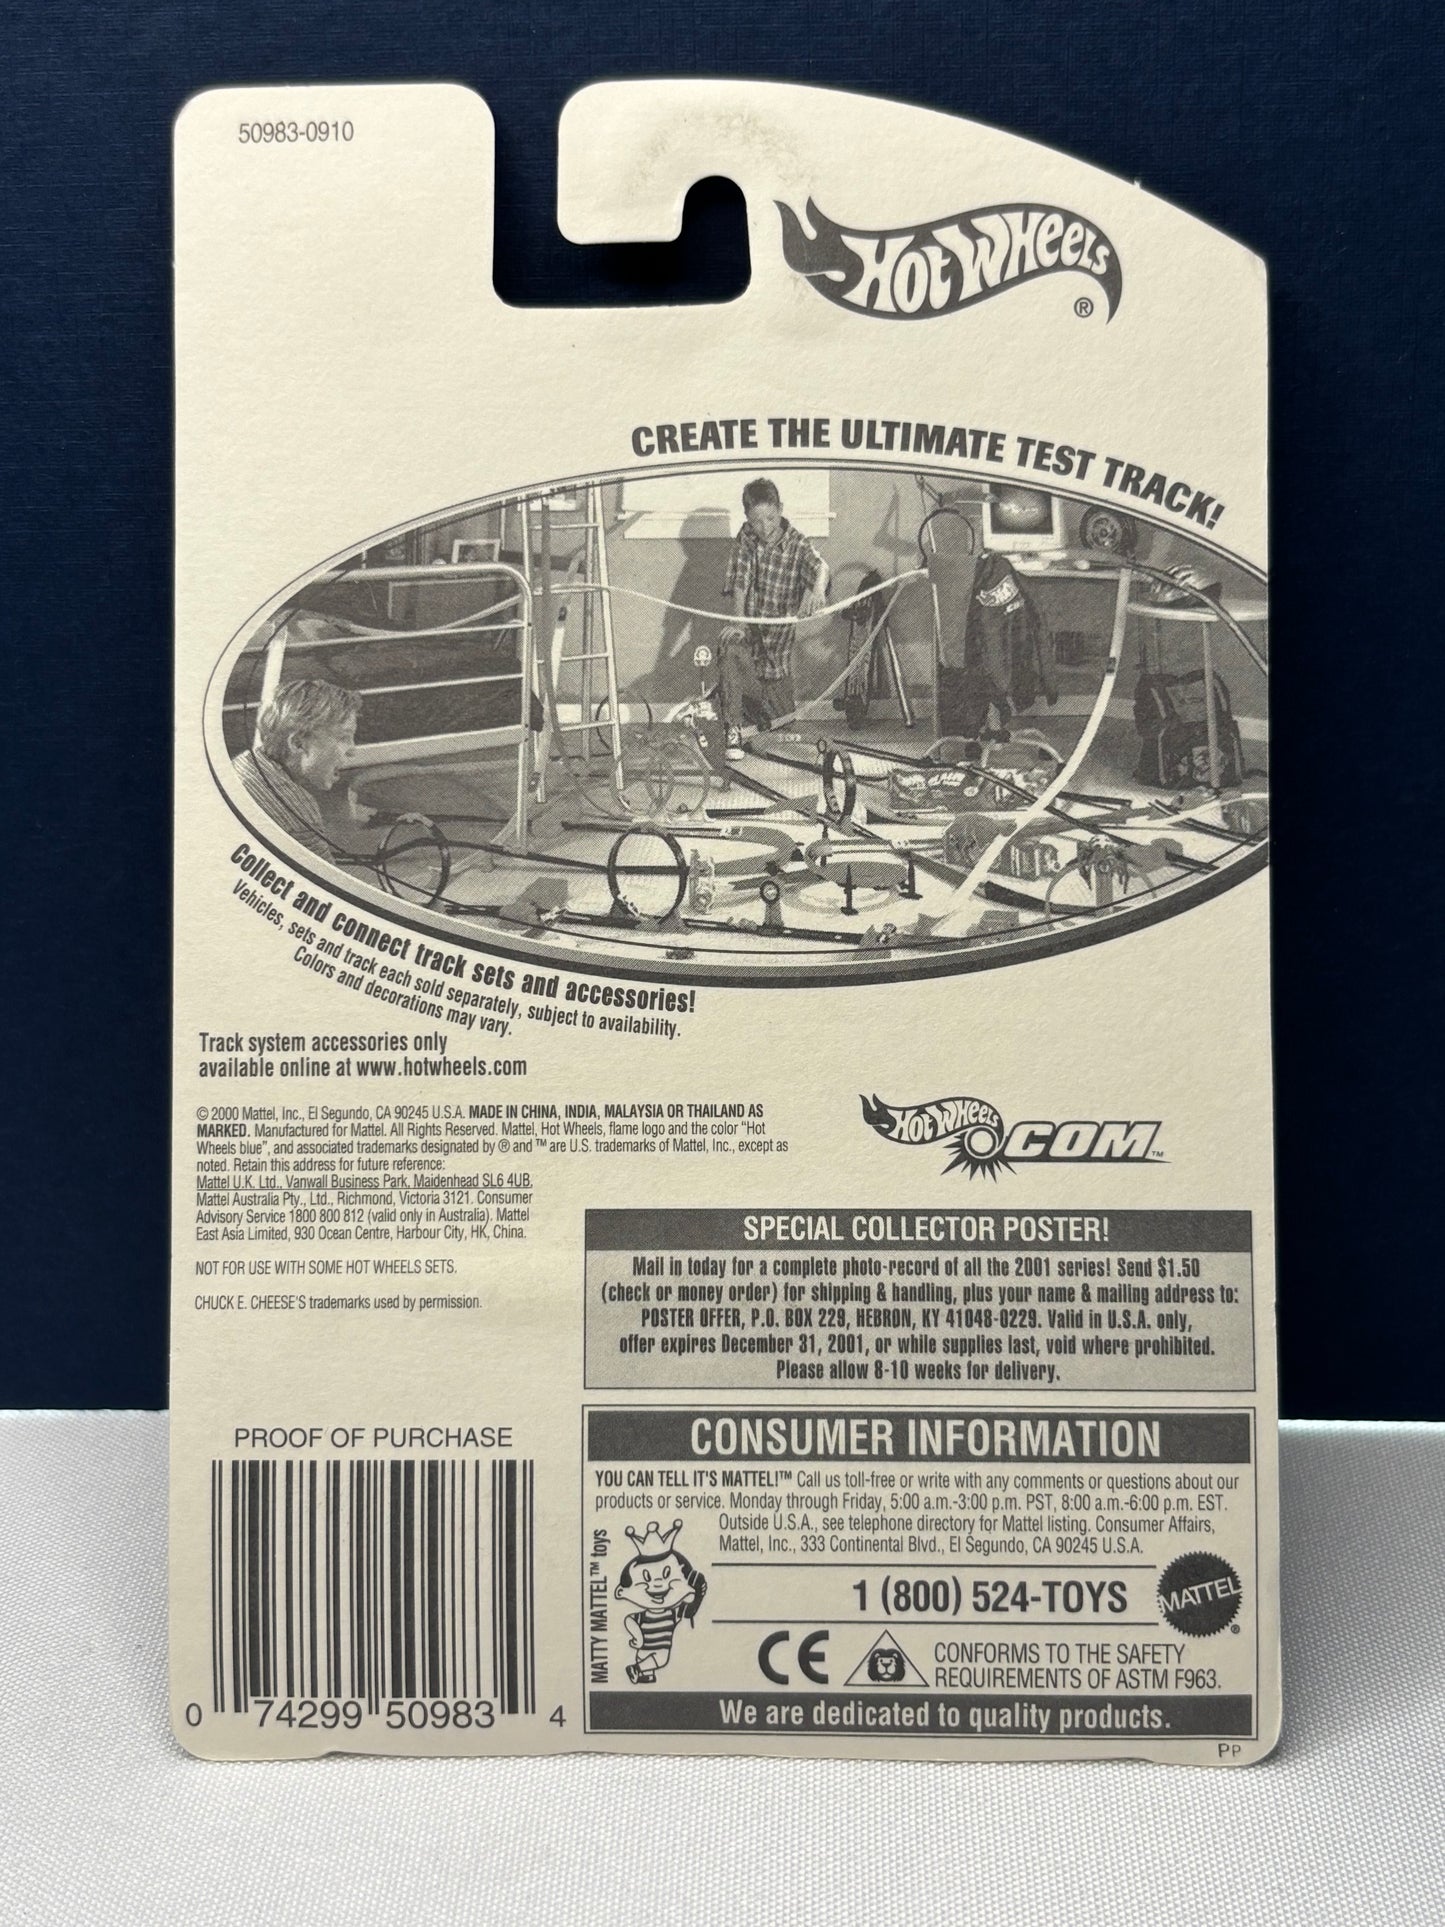 50983-0910
HOT WHEELS ®
CREATE THE ULTIMATE TEST TRACK!
Collect and connect track sets and accessories!
Vehicles, sets and track each sold separately, subject to availability.
Colors and decorations may vary.
Track system accessories only
available online at www.hotwheels.com
© 2000 Mattel, Inc., El Segundo, CA 90245 U.S.A. MADE IN CHINA, INDIA, MALAYSIA OR THAILAND AS
MARKED. Manufactured for Mattel. All Rights Reserved. Mattel, Hot Wheels, flame logo and the color "Hot
Wheels blue", and associated trademarks designated by ® and ™ are U.S. trademarks of Mattel, Inc., except as
noted. Retain this address for future reference:
Mattel U.K. Ltd., Vanwall Business Park, Maidenhead SL6 4UB.
Mattel Australia Pty., Ltd., Richmond, Victoria 3121. Consumer
Advisory Service 1800 800 812 (valid only in Australia). Mattel
East Asia Limited, 930 Ocean Centre, Harbour City, HK, China.
NOT FOR USE WITH SOME HOT WHEELS SETS.
CHUCK E. CHEESE'S trademarks used by permission.
HOT WHEELS COM™
SPECIAL COLLECTOR POSTER!
Mail in today for a complete photo-record of all the 2001 series! Send $1.50
(check or money order) for shipping & handling, plus your name & mailing address to:
POSTER OFFER, P.O. BOX 229, HEBRON, KY 41048-0229. Valid in U.S.A. only,
offer expires December 31, 2001, or while supplies last, void where prohibited.
Please allow 8-10 weeks for delivery.
PROOF OF PURCHASE
0 74299 50983 4
CONSUMER INFORMATION
YOU CAN TELL IT'S MATTEL!™ Call us toll-free or write with any comments or questions about our
products or service. Monday through Friday, 5:00 a.m.-3:00 p.m. PST, 8:00 a.m.-6:00 p.m. EST.
Outside U.S.A., see telephone directory for Mattel listing. Consumer Affairs,
Mattel, Inc., 333 Continental Blvd., El Segundo, CA 90245 U.S.A.
MATTY MATTEL™ toys
1 (800) 524-TOYS
MATTEL ®
CE
CONFORMS TO THE SAFETY
REQUIREMENTS OF ASTM F963.
We are dedicated to quality products.
PP